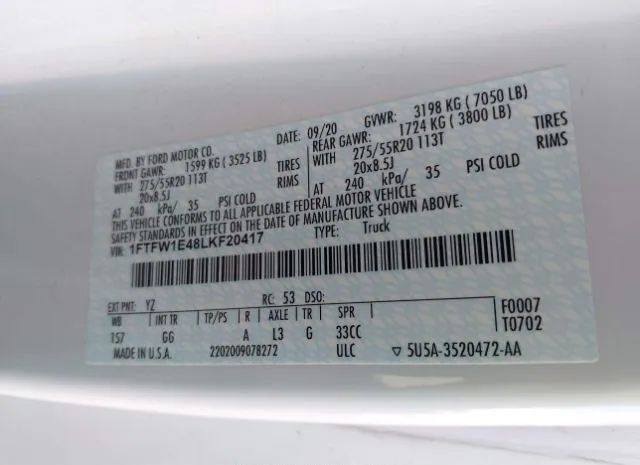 MFD. BY FORD MOTOR CO.
DATE: 09/20 GVWR: 3198 KG ( 7050 LB)
FRONT GAWR: 1599 KG ( 3525 LB) REAR GAWR: 1724 KG ( 3800 LB)
WITH 275/55R20 113T TIRES WITH 275/55R20 113T TIRES
20x8.5J RIMS 20x8.5J RIMS
AT 240 kPa/ 35 PSI COLD AT 240 kPa/ 35 PSI COLD
THIS VEHICLE CONFORMS TO ALL APPLICABLE FEDERAL MOTOR VEHICLE
SAFETY STANDARDS IN EFFECT ON THE DATE OF MANUFACTURE SHOWN ABOVE.
VIN: 1FTFW1E48LKF20417 TYPE: Truck
EXT PNT: YZ RC: 53 DSO:
WB INT TR TP/PS R AXLE TR SPR
157 GG A L3 G 33CC
F0007
T0702
MADE IN U.S.A. 2202009078272 ULC ▽ 5U5A-3520472-AA